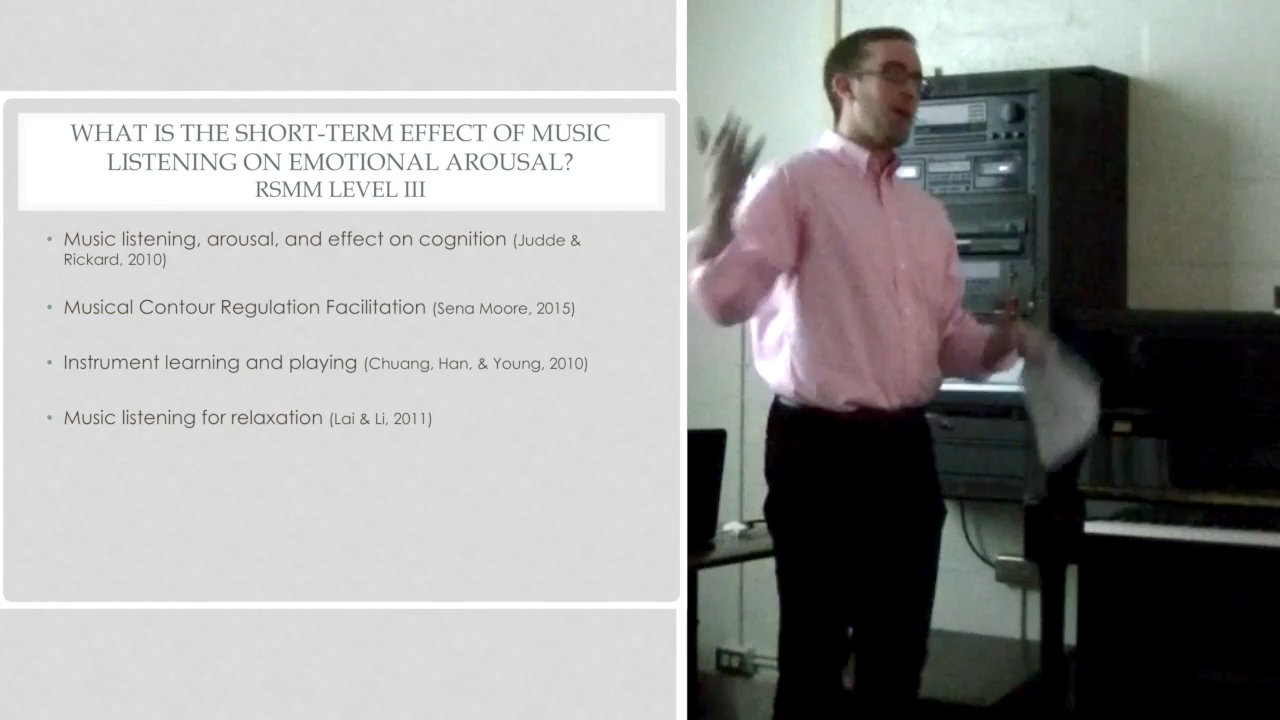 WHAT IS THE SHORT-TERM EFFECT OF MUSIC
LISTENING ON EMOTIONAL AROUSAL?
RSMM LEVEL III
• Music listening, arousal, and effect on cognition (Judde &
Rickard, 2010)
• Musical Contour Regulation Facilitation (Sena Moore, 2015)
• Instrument learning and playing (Chuang, Han, & Young, 2010)
• Music listening for relaxation (Lai & Li, 2011)